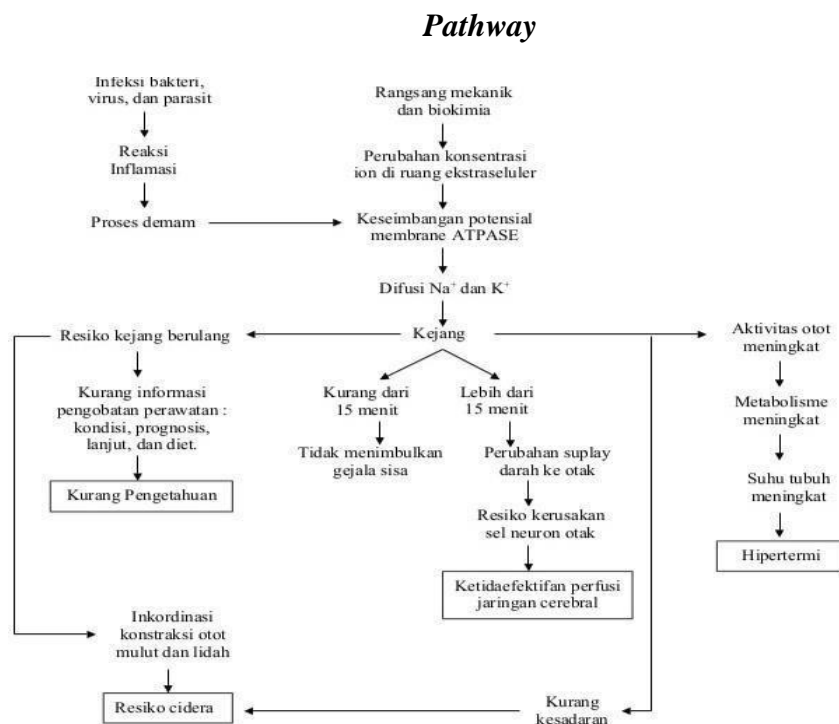 Pathway
Infeksi bakteri,
virus, dan parasit
Reaksi
Inflamasi
Proses demam
Rangsang mekanik
dan biokimia
Perubahan konsentrasi
ion di ruang ekstraseluler
Keseimbangan potensial
membrane ATPASE
Difusi Na⁺ dan K⁺
Kejang
Resiko kejang berulang
Kurang informasi
pengobatan perawatan :
kondisi, prognosis,
lanjut, dan diet.
Kurang Pengetahuan
Kurang dari
15 menit
Tidak menimbulkan
gejala sisa
Lebih dari
15 menit
Perubahan suplay
darah ke otak
Resiko kerusakan
sel neuron otak
Ketidaefektifan perfusi
jaringan cerebral
Aktivitas otot
meningkat
Metabolisme
meningkat
Suhu tubuh
meningkat
Hipertermi
Inkordinasi
konstraksi otot
mulut dan lidah
Resiko cidera
Kurang
kesadaran